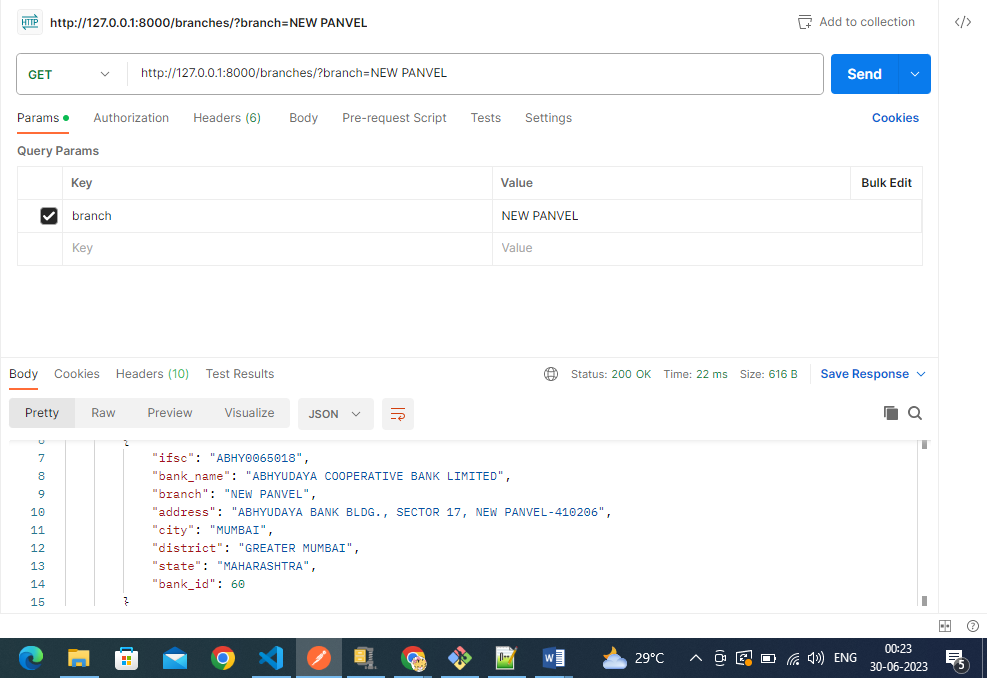 HTTP http://127.0.0.1:8000/branches/?branch=NEW PANVEL Add to collection </>
GET http://127.0.0.1:8000/branches/?branch=NEW PANVEL Send
Params Authorization Headers (6) Body Pre-request Script Tests Settings Cookies
Query Params
Key Value Bulk Edit
branch NEW PANVEL
Key Value
Body Cookies Headers (10) Test Results Status: 200 OK Time: 22 ms Size: 616 B Save Response
Pretty Raw Preview Visualize JSON
6 {
7 "ifsc": "ABHY0065018",
8 "bank_name": "ABHYUDAYA COOPERATIVE BANK LIMITED",
9 "branch": "NEW PANVEL",
10 "address": "ABHYUDAYA BANK BLDG., SECTOR 17, NEW PANVEL-410206",
11 "city": "MUMBAI",
12 "district": "GREATER MUMBAI",
13 "state": "MAHARASHTRA",
14 "bank_id": 60
15 }
29°C ENG 00:23
30-06-2023 5